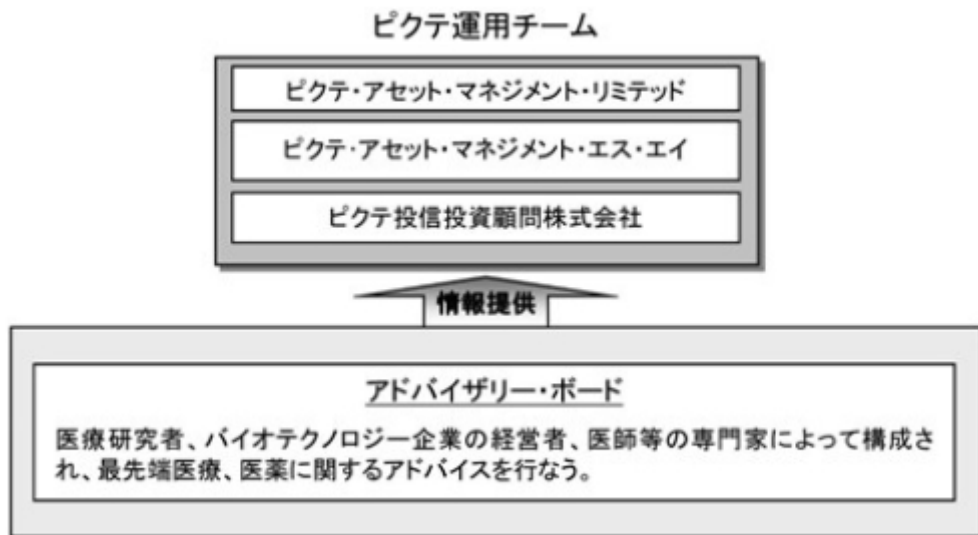 ピクテ運用チーム
ピクテ・アセット・マネジメント・リミテッド
ピクテ・アセット・マネジメント・エス・エイ
ピクテ投信投資顧問株式会社
情報提供
アドバイザリー・ボード
医療研究者、バイオテクノロジー企業の経営者、医師等の専門家によって構成さ
れ、最先端医療、医薬に関するアドバイスを行なう。